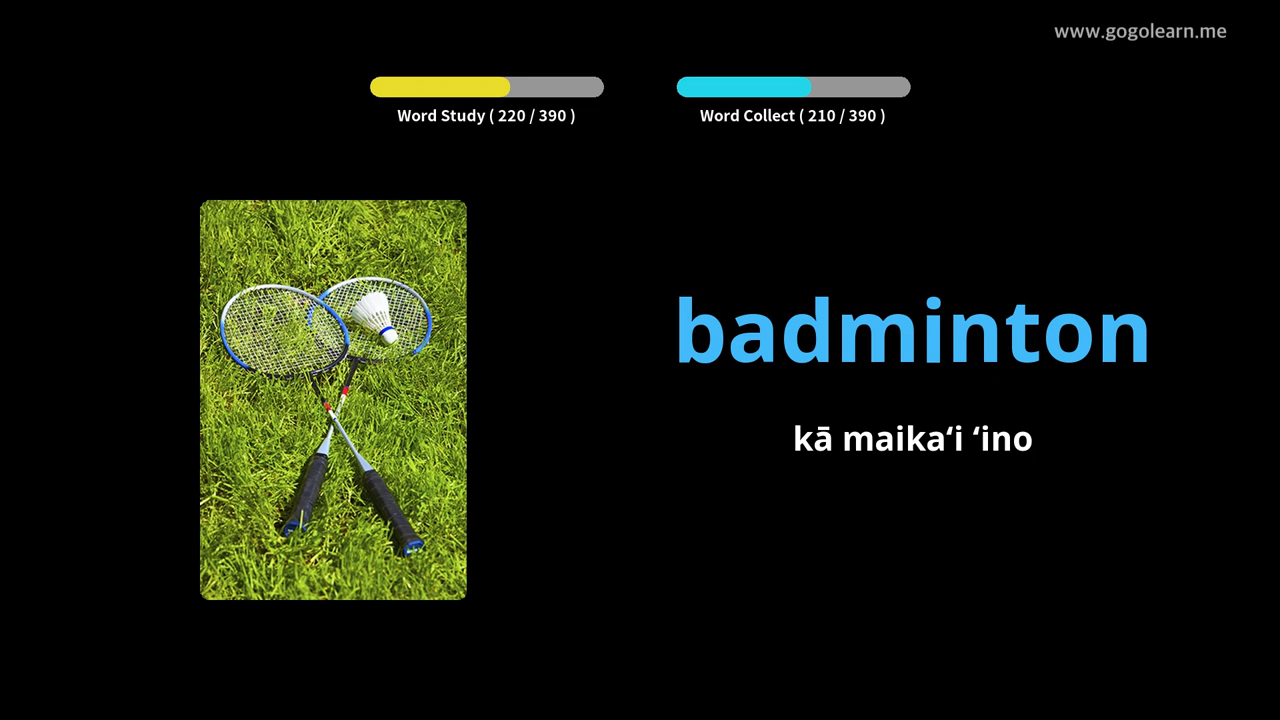 www.gogolearn.me
Word Study ( 220 / 390 )
Word Collect ( 210 / 390 )
badminton
kā maikaʻi ʻino